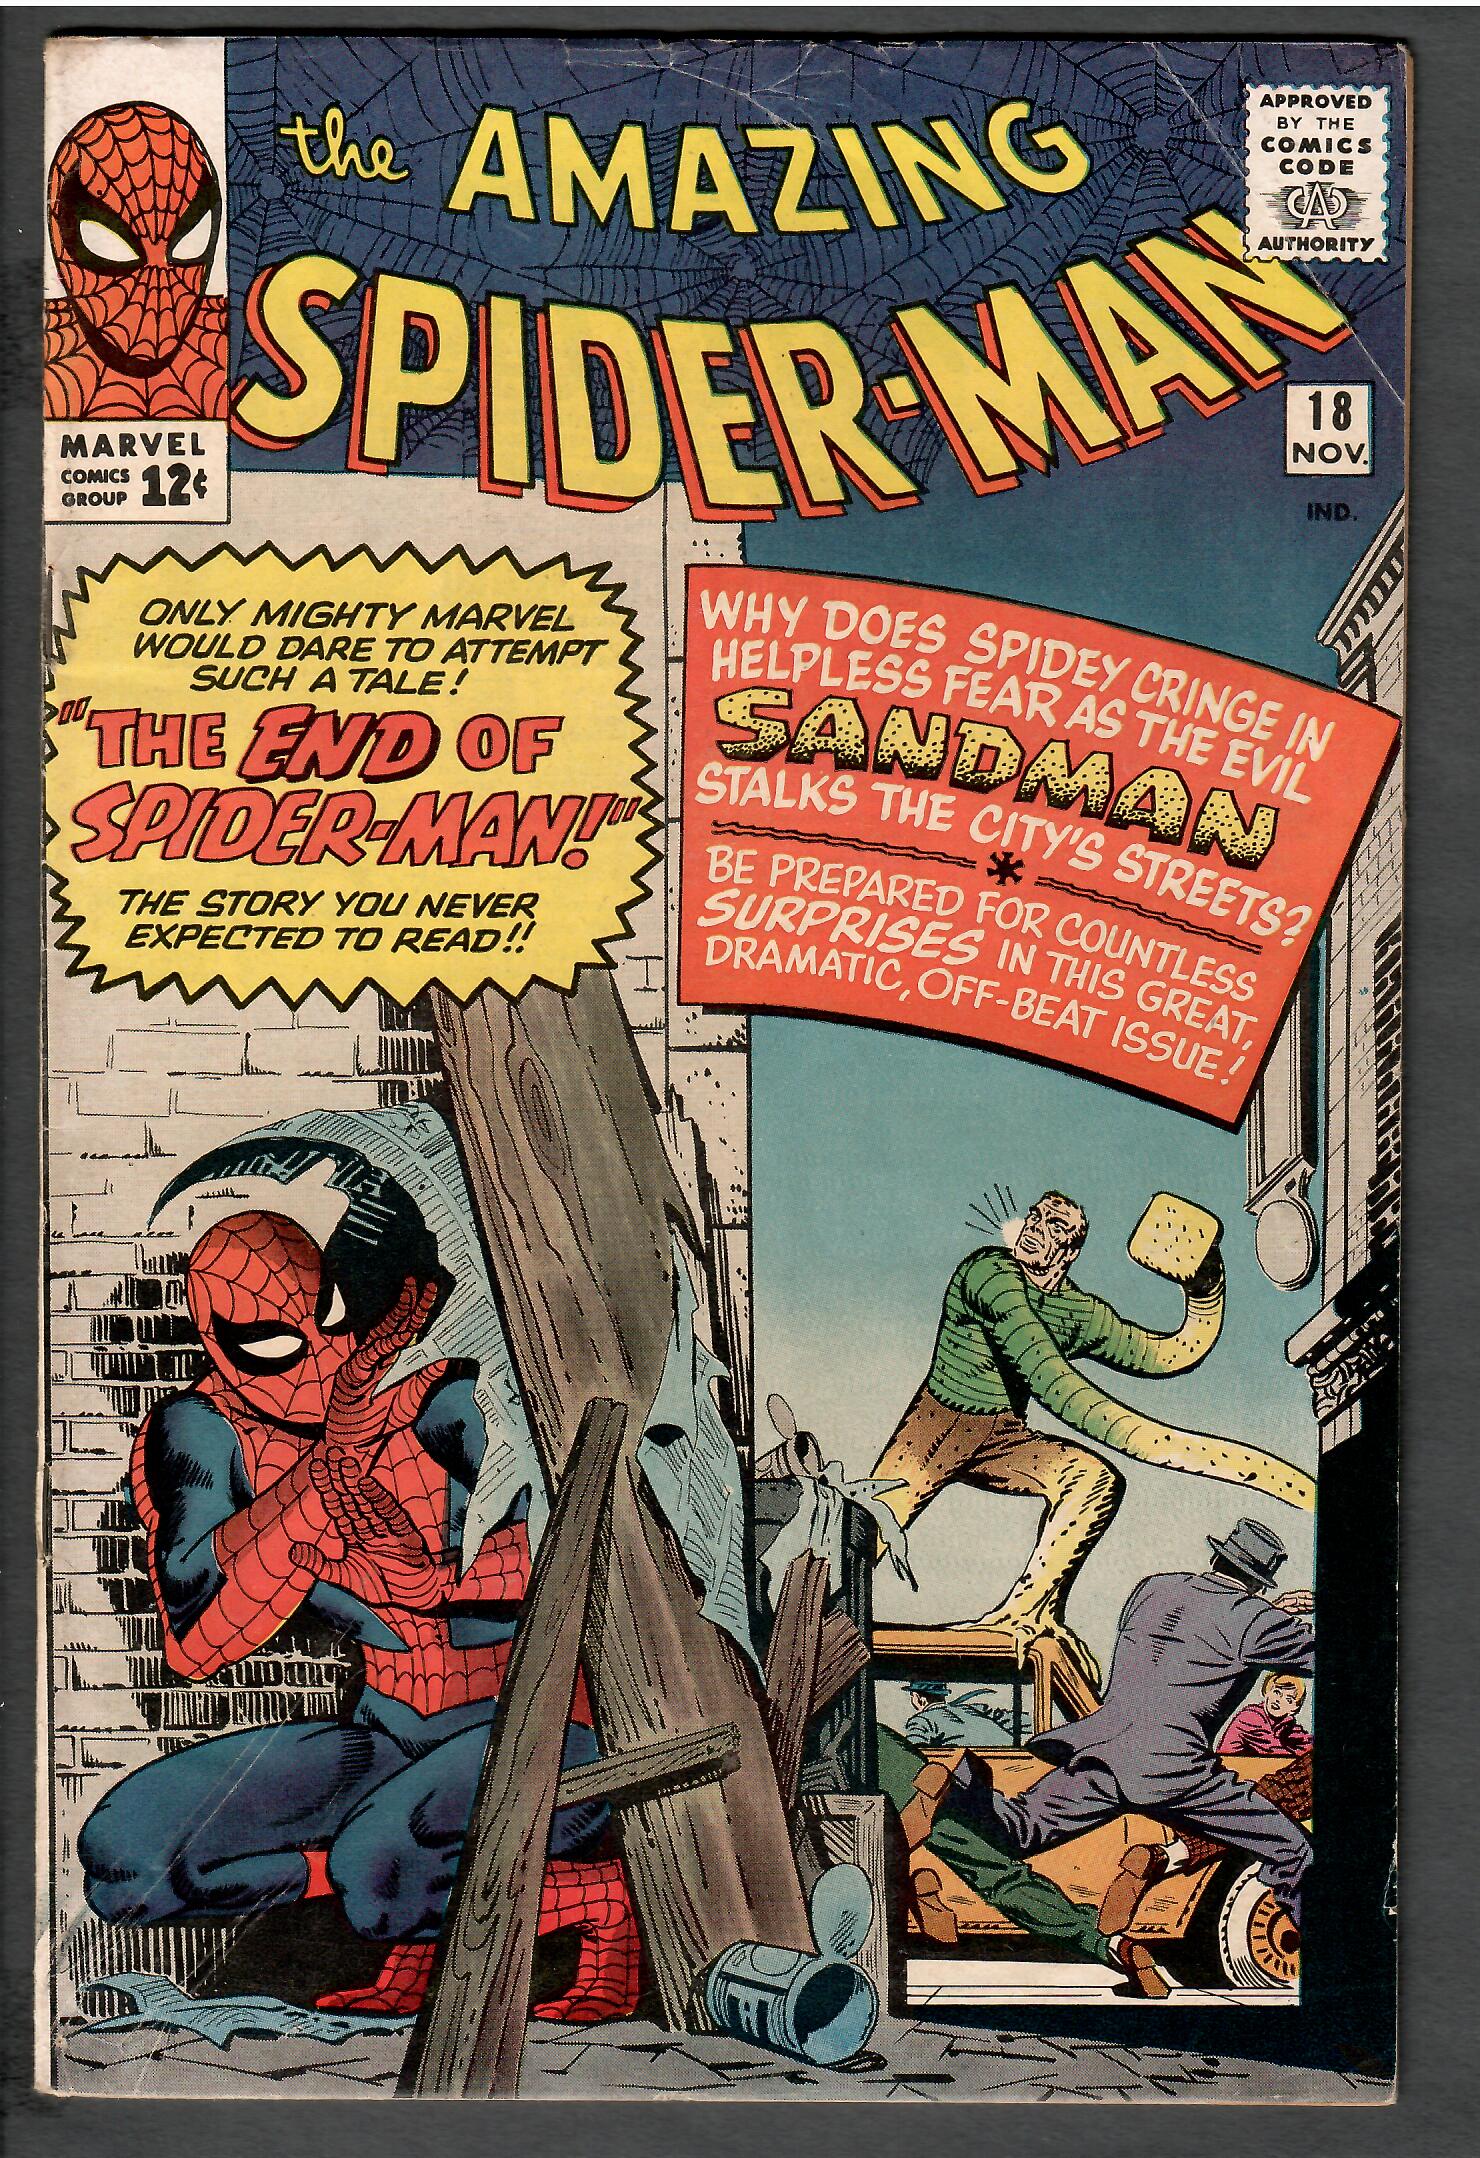 the AMAZING
SPIDER-MAN
APPROVED
BY THE
COMICS
CODE
CA
AUTHORITY
MARVEL
COMICS
GROUP 12¢
18
NOV.
IND.
ONLY MIGHTY MARVEL
WOULD DARE TO ATTEMPT
SUCH A TALE!
"THE END OF
SPIDER-MAN!"
THE STORY YOU NEVER
EXPECTED TO READ!!
WHY DOES SPIDEY CRINGE IN
HELPLESS FEAR AS THE EVIL
SANDMAN
STALKS THE CITY'S STREETS?
BE PREPARED FOR COUNTLESS
SURPRISES IN THIS GREAT,
DRAMATIC, OFF-BEAT ISSUE!